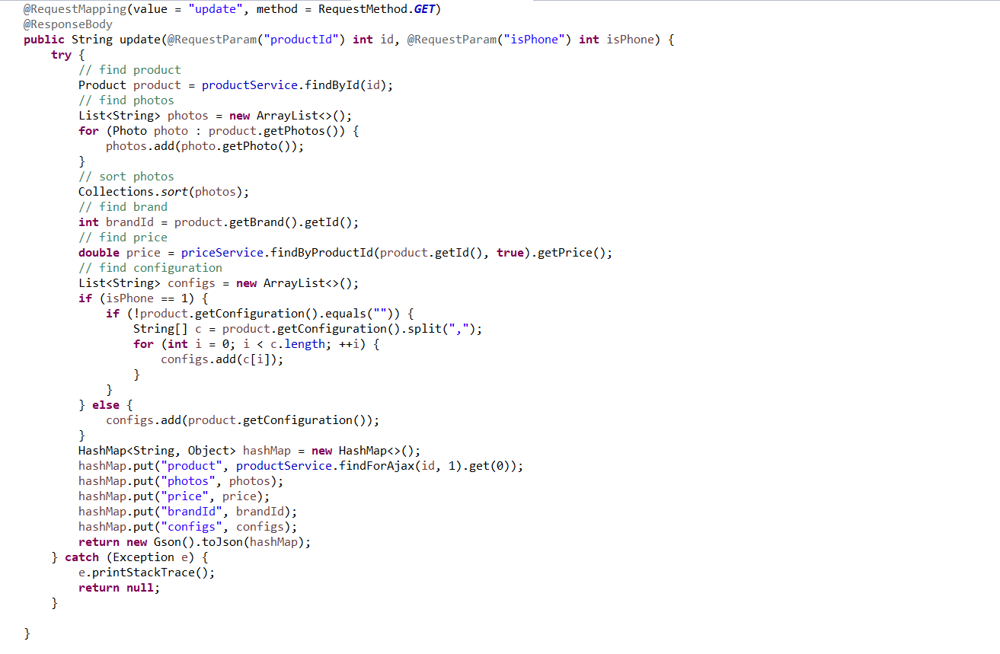 @RequestMapping(value = "update", method = RequestMethod.GET)
@ResponseBody
public String update(@RequestParam("productId") int id, @RequestParam("isPhone") int isPhone) {
    try {
        // find product
        Product product = productService.findById(id);
        // find photos
        List<String> photos = new ArrayList<>();
        for (Photo photo : product.getPhotos()) {
            photos.add(photo.getPhoto());
        }
        // sort photos
        Collections.sort(photos);
        // find brand
        int brandId = product.getBrand().getId();
        // find price
        double price = priceService.findByProductId(product.getId(), true).getPrice();
        // find configuration
        List<String> configs = new ArrayList<>();
        if (isPhone == 1) {
            if (!product.getConfiguration().equals("")) {
                String[] c = product.getConfiguration().split(",");
                for (int i = 0; i < c.length; ++i) {
                    configs.add(c[i]);
                }
            }
        } else {
            configs.add(product.getConfiguration());
        }
        HashMap<String, Object> hashMap = new HashMap<>();
        hashMap.put("product", productService.findForAjax(id, 1).get(0));
        hashMap.put("photos", photos);
        hashMap.put("price", price);
        hashMap.put("brandId", brandId);
        hashMap.put("configs", configs);
        return new Gson().toJson(hashMap);
    } catch (Exception e) {
        e.printStackTrace();
        return null;
    }

}